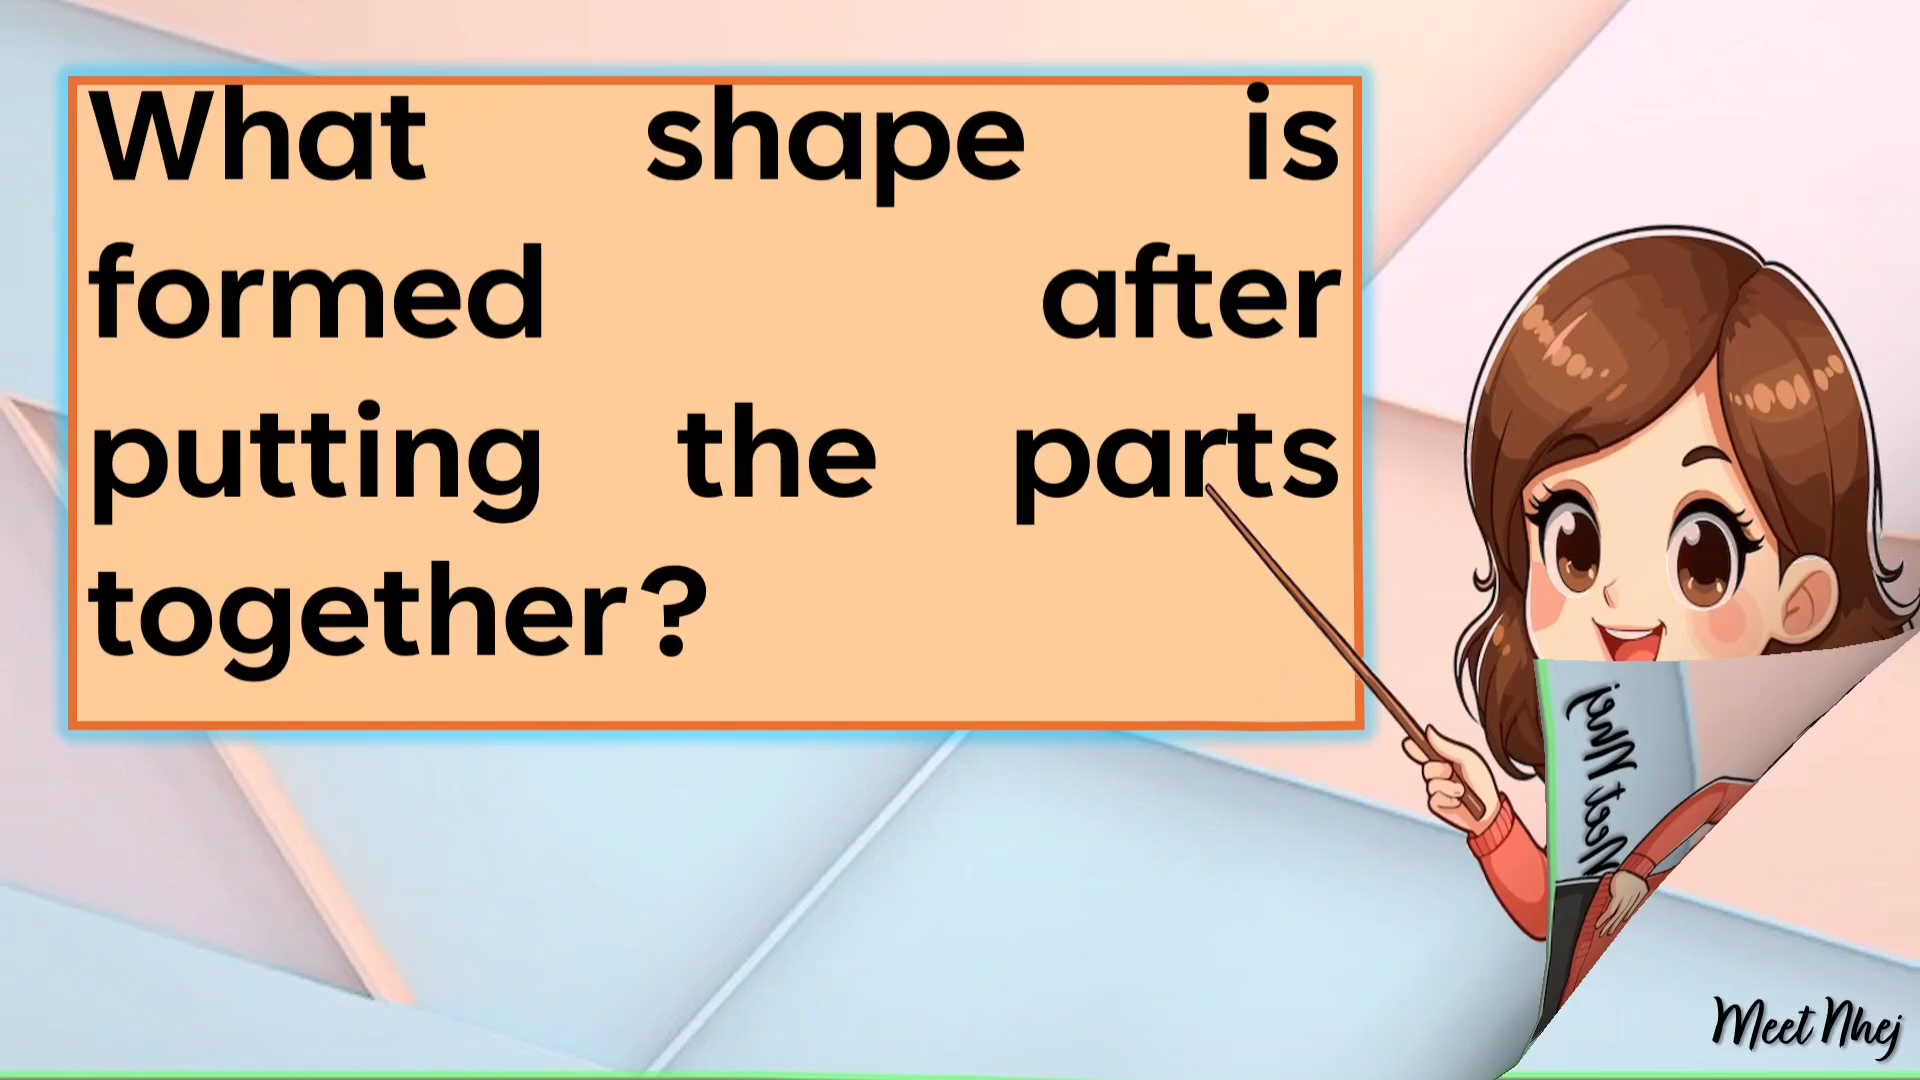 What shape is
formed after
putting the parts
together?
Meet Nhej
Meet Nhej